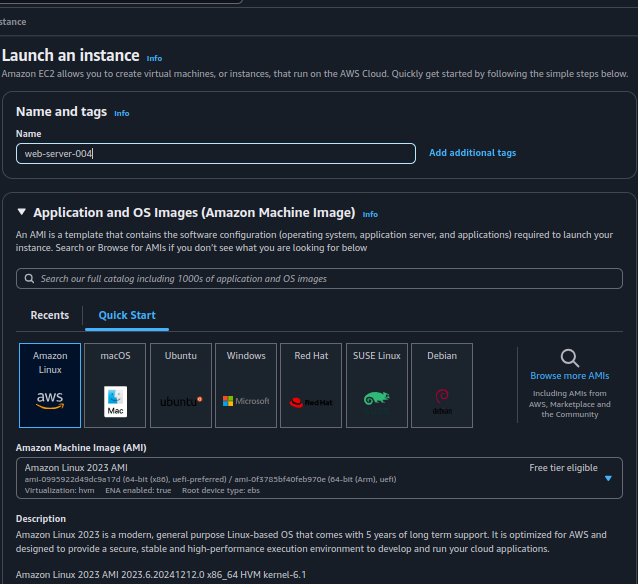 stance
Launch an instance Info
Amazon EC2 allows you to create virtual machines, or instances, that run on the AWS Cloud. Quickly get started by following the simple steps below.
Name and tags Info
Name
web-server-004
Add additional tags
Application and OS Images (Amazon Machine Image) Info
An AMI is a template that contains the software configuration (operating system, application server, and applications) required to launch your
instance. Search or Browse for AMIs if you don't see what you are looking for below
Search our full catalog including 1000s of application and OS images
Recents
Quick Start
Amazon
Linux
aws
macOS
Mac
Ubuntu
ubuntu
Windows
Microsoft
Red Hat
Red Hat
SUSE Linux
Debian
debian
Browse more AMIs
Including AMIs from
AWS, Marketplace and
the Community
Amazon Machine Image (AMI)
Amazon Linux 2023 AMI
Free tier eligible
ami-0995922d49dc9a17d (64-bit (x86), uefi-preferred) / ami-0f3785bf40feb970e (64-bit (Arm), uefi)
Virtualization: hvm ENA enabled: true Root device type: ebs
Description
Amazon Linux 2023 is a modern, general purpose Linux-based OS that comes with 5 years of long term support. It is optimized for AWS and
designed to provide a secure, stable and high-performance execution environment to develop and run your cloud applications.
Amazon Linux 2023 AMI 2023.6.20241212.0 x86_64 HVM kernel-6.1